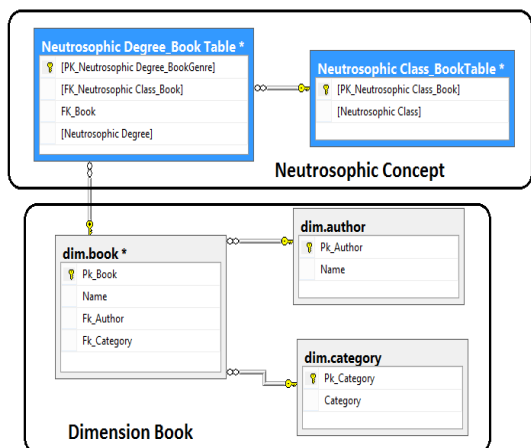 Neutrosophic Degree_Book Table *
[PK_Neutrosophic Degree_BookGenre]
[FK_Neutrosophic Class_Book]
FK_Book
[Neutrosophic Degree]
Neutrosophic Class_BookTable *
[PK_Neutrosophic Class_Book]
[Neutrosophic Class]
Neutrosophic Concept
dim.book *
Pk_Book
Name
Fk_Author
Fk_Category
dim.author
Pk_Author
Name
dim.category
Pk_Category
Category
Dimension Book